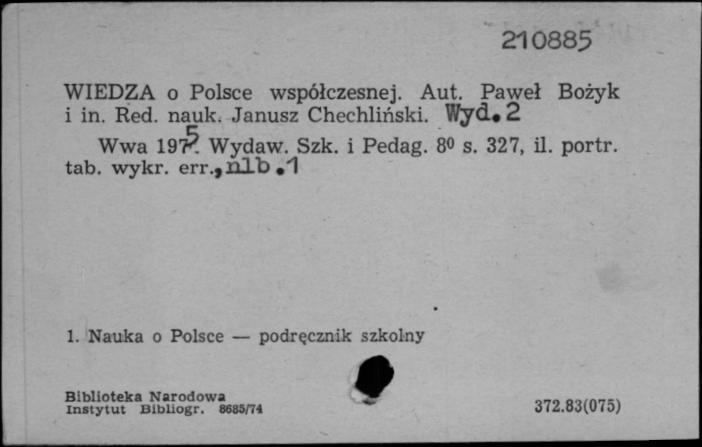 210885
WIEDZA o Polsce współczesnej. Aut. Paweł Bożyk
i in. Red. nauk. Janusz Chechliński. Wyd.2
Wwa 1975. Wydaw. Szk. i Pedag. 8⁰ s. 327, il. portr.
tab. wykr. err., nlb.1
1. Nauka o Polsce — podręcznik szkolny
Biblioteka Narodowa
Instytut Bibliogr. 8685/74
372.83(075)